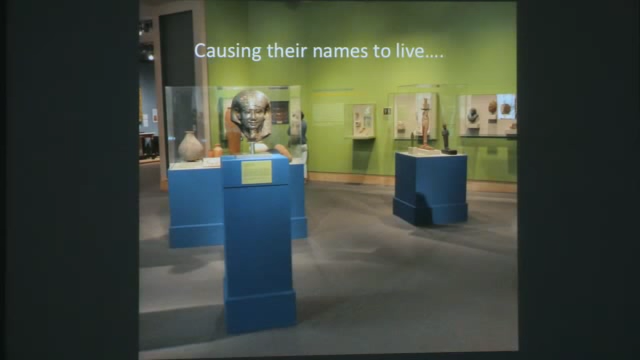 Causing their names to live….